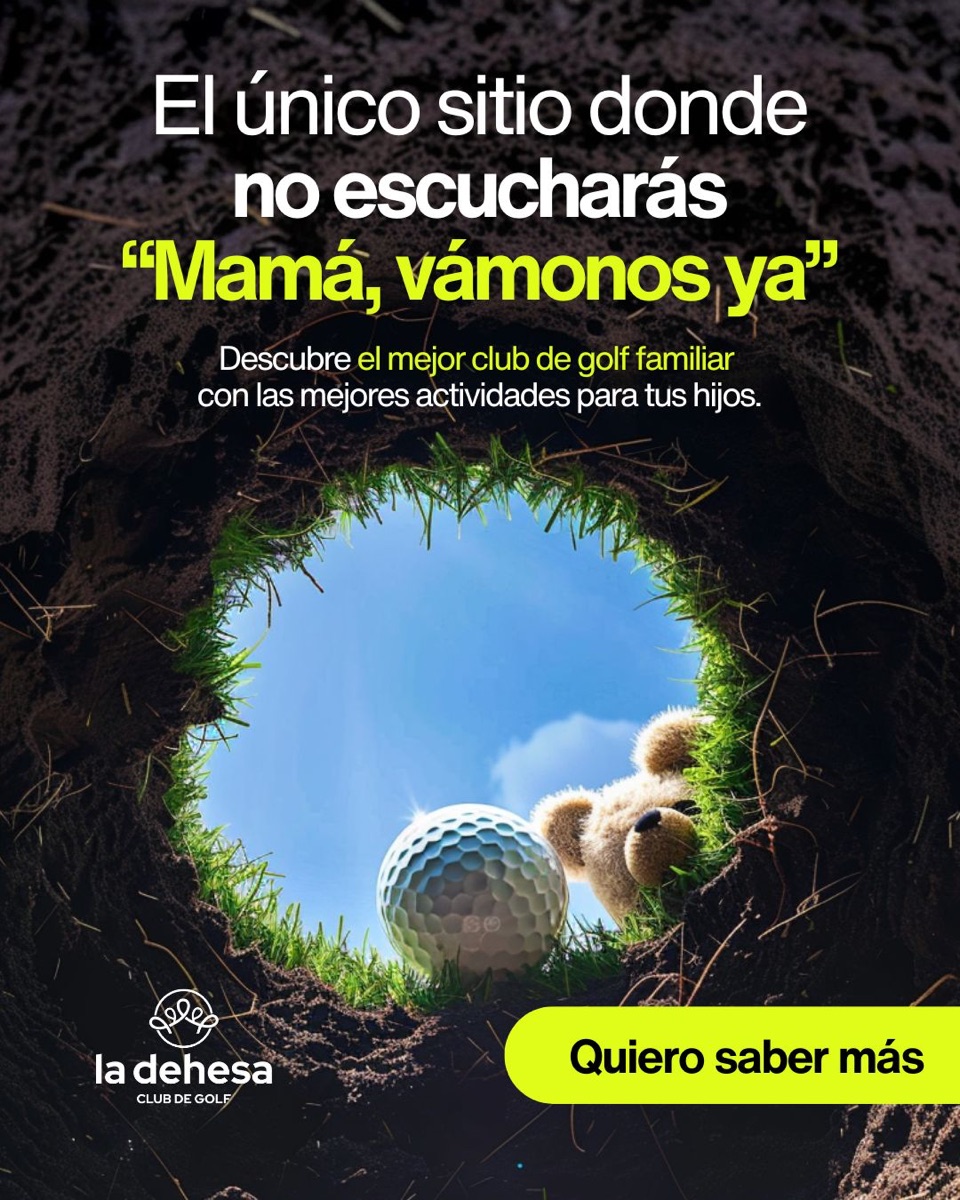 El único sitio donde
no escucharás
“Mamá, vámonos ya”
Descubre el mejor club de golf familiar
con las mejores actividades para tus hijos.
la dehesa
CLUB DE GOLF
Quiero saber más